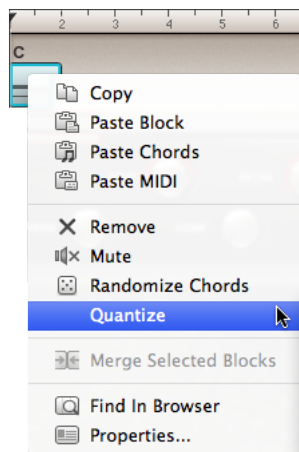 2 3 4 5 6
C
Copy
Paste Block
Paste Chords
Paste MIDI
Remove
Mute
Randomize Chords
Quantize
Merge Selected Blocks
Find In Browser
Properties...